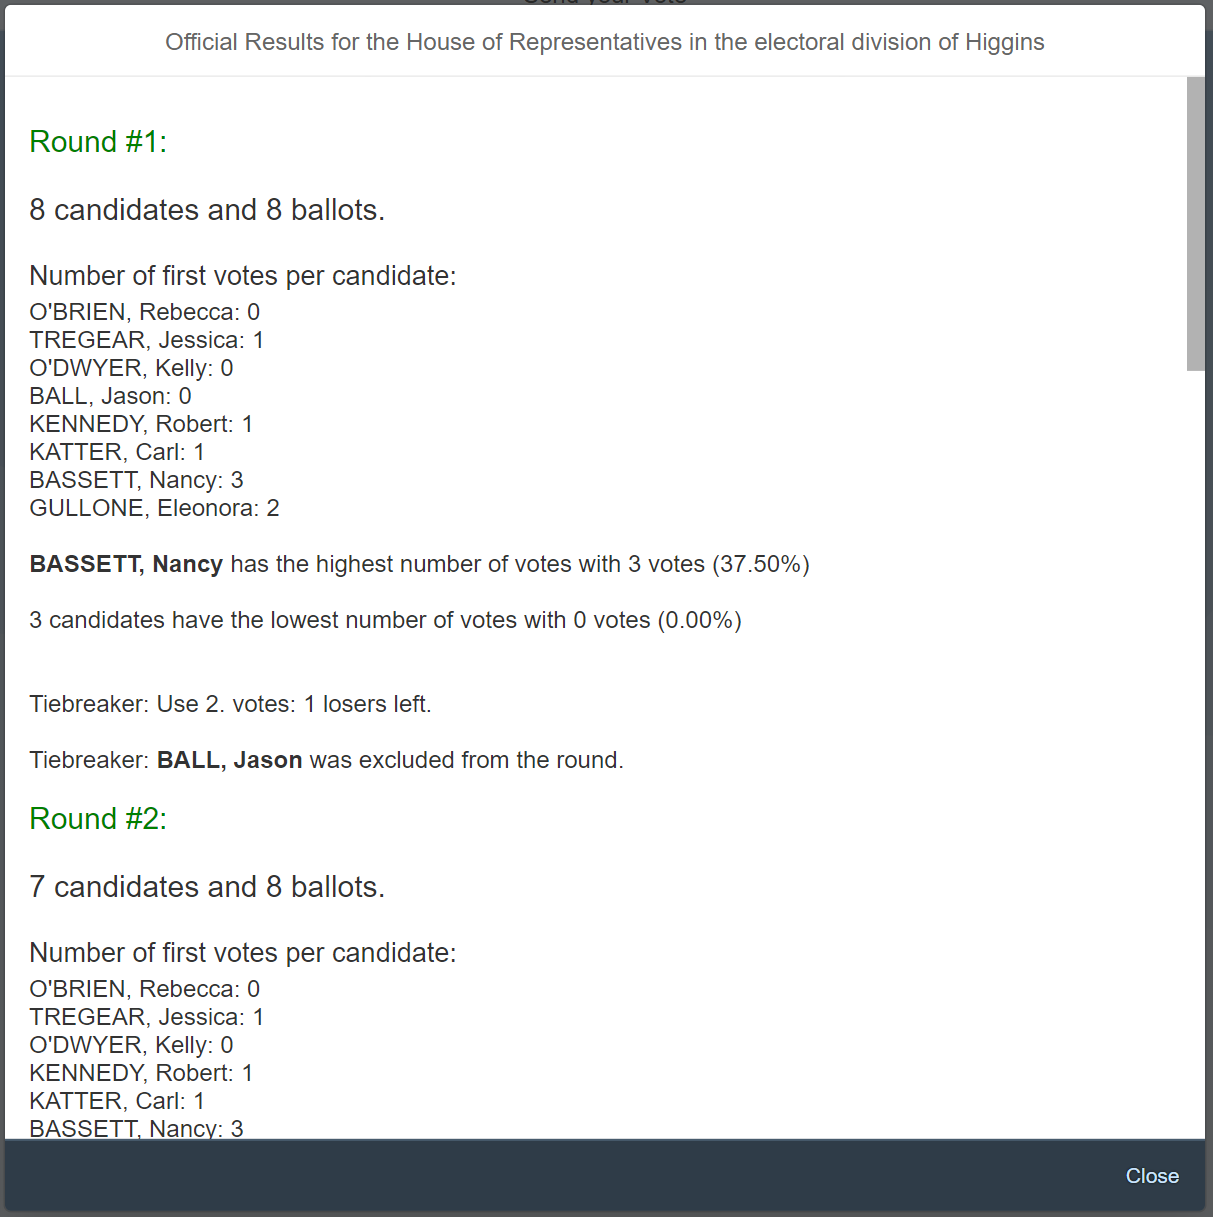 Official Results for the House of Representatives in the electoral division of Higgins
Round #1:
8 candidates and 8 ballots.
Number of first votes per candidate:
O'BRIEN, Rebecca: 0
TREGEAR, Jessica: 1
O'DWYER, Kelly: 0
BALL, Jason: 0
KENNEDY, Robert: 1
KATTER, Carl: 1
BASSETT, Nancy: 3
GULLONE, Eleonora: 2
BASSETT, Nancy has the highest number of votes with 3 votes (37.50%)
3 candidates have the lowest number of votes with 0 votes (0.00%)
Tiebreaker: Use 2. votes: 1 losers left.
Tiebreaker: BALL, Jason was excluded from the round.
Round #2:
7 candidates and 8 ballots.
Number of first votes per candidate:
O'BRIEN, Rebecca: 0
TREGEAR, Jessica: 1
O'DWYER, Kelly: 0
KENNEDY, Robert: 1
KATTER, Carl: 1
BASSETT, Nancy: 3
Close